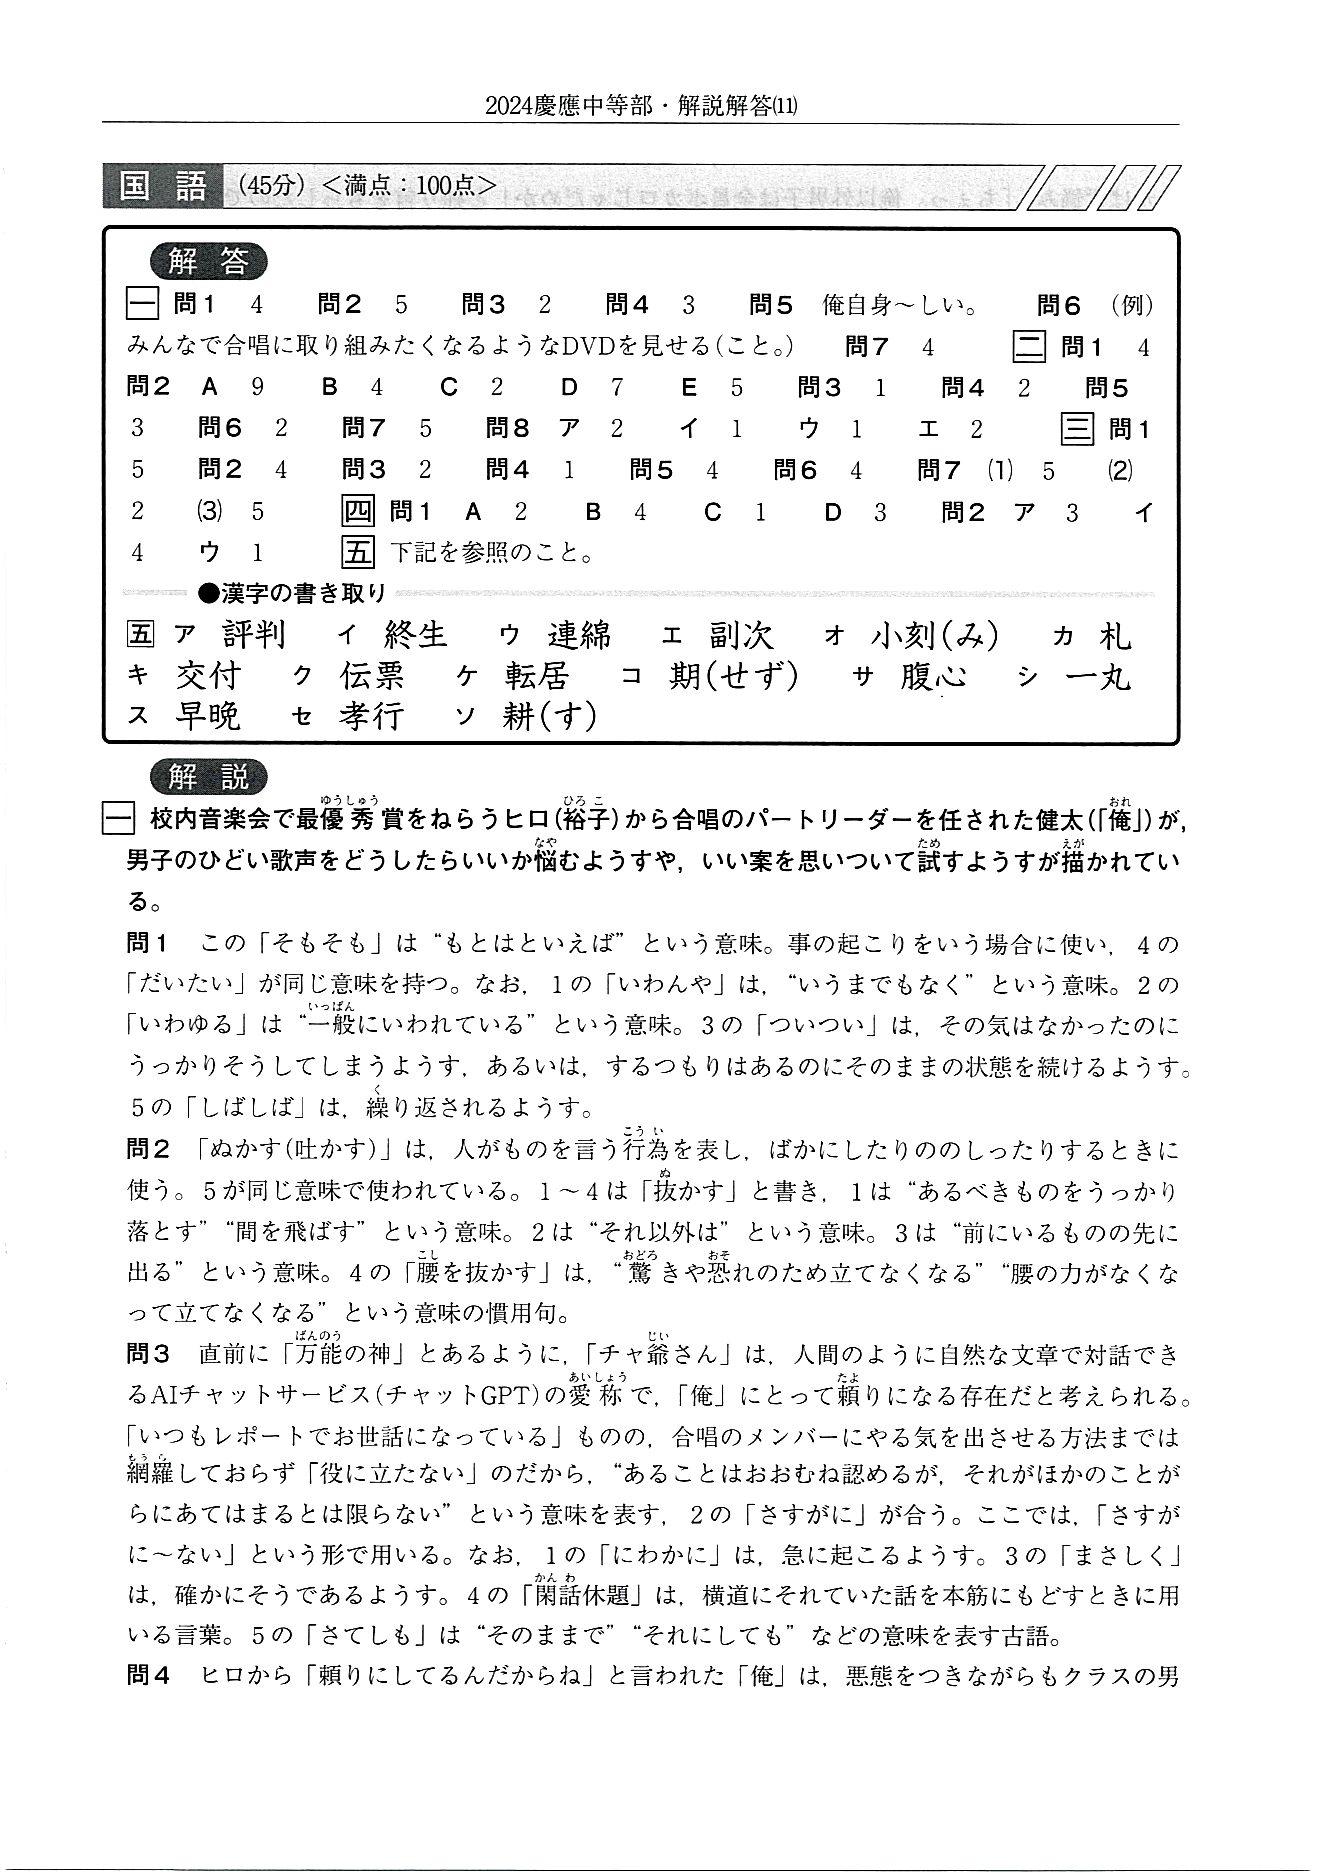 2024慶應中等部・解説解答(11)
国語 (45分) ＜満点：100点＞
解答
一 問1 4 問2 5 問3 2 問4 3 問5 俺自身～しい。 問6 (例)
みんなで合唱に取り組みたくなるようなDVDを見せる(こと。) 問7 4 二 問1 4
問2 A 9 B 4 C 2 D 7 E 5 問3 1 問4 2 問5
3 問6 2 問7 5 問8 ア 2 イ 1 ウ 1 エ 2 三 問1
5 問2 4 問3 2 問4 1 問5 4 問6 4 問7 (1) 5 (2)
2 (3) 5 四 問1 A 2 B 4 C 1 D 3 問2 ア 3 イ
4 ウ 1 五 下記を参照のこと。
●漢字の書き取り
五 ア 評判 イ 終生 ウ 連綿 エ 副次 オ 小刻(み) カ 札
キ 交付 ク 伝票 ケ 転居 コ 期(せず) サ 腹心 シ 一丸
ス 早晩 セ 孝行 ソ 耕(す)
解説
一 校内音楽会で最優秀賞をねらうヒロ(裕子)から合唱のパートリーダーを任された健太(「俺」)が，
男子のひどい歌声をどうしたらいいか悩むようすや，いい案を思いついて試すようすが描かれてい
る。
問1 この「そもそも」は“もとはといえば”という意味。事の起こりをいう場合に使い，4の
「だいたい」が同じ意味を持つ。なお，1の「いわんや」は，“いうまでもなく”という意味。2の
「いわゆる」は“一般にいわれている”という意味。3の「ついつい」は，その気はなかったのに
うっかりそうしてしまうようす，あるいは，するつもりはあるのにそのままの状態を続けるようす。
5の「しばしば」は，繰り返されるようす。
問2 「ぬかす(吐かす)」は，人がものを言う行為を表し，ばかにしたりののしったりするときに
使う。5が同じ意味で使われている。1～4は「抜かす」と書き，1は“あるべきものをうっかり
落とす”“間を飛ばす”という意味。2は“それ以外は”という意味。3は“前にいるものの先に
出る”という意味。4の「腰を抜かす」は，“驚きや恐れのため立てなくなる”“腰の力がなくな
って立てなくなる”という意味の慣用句。
問3 直前に「万能の神」とあるように，「チャ爺さん」は，人間のように自然な文章で対話でき
るAIチャットサービス(チャットGPT)の愛称で，「俺」にとって頼りになる存在だと考えられる。
「いつもレポートでお世話になっている」ものの，合唱のメンバーにやる気を出させる方法までは
網羅しておらず「役に立たない」のだから，“あることはおおむね認めるが，それがほかのことが
らにあてはまるとは限らない”という意味を表す，2の「さすがに」が合う。ここでは，「さすが
に～ない」という形で用いる。なお，1の「にわかに」は，急に起こるようす。3の「まさしく」
は，確かにそうであるようす。4の「閑話休題」は，横道にそれていた話を本筋にもどすときに用
いる言葉。5の「さてしも」は“そのままで”“それにしても”などの意味を表す古語。
問4 ヒロから「頼りにしてるんだからね」と言われた「俺」は，悪態をつきながらもクラスの男